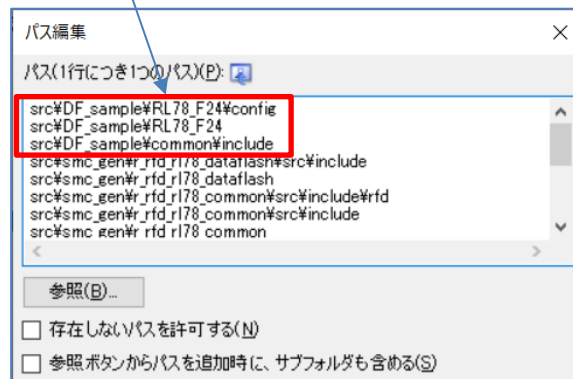 パス編集
パス(1行につき1つのパス)(P):
src¥DF_sample¥RL78_F24¥config
src¥DF_sample¥RL78_F24
src¥DF_sample¥common¥include
src¥smc_gen¥r_rfd_rl78_dataflash¥src¥include
src¥smc_gen¥r_rfd_rl78_dataflash
src¥smc_gen¥r_rfd_rl78_common¥src¥include¥rfd
src¥smc_gen¥r_rfd_rl78_common¥src¥include
src¥smc_gen¥r_rfd_rl78_common
参照(B)...
存在しないパスを許可する(N)
参照ボタンからパスを追加時に、サブフォルダも含める(S)